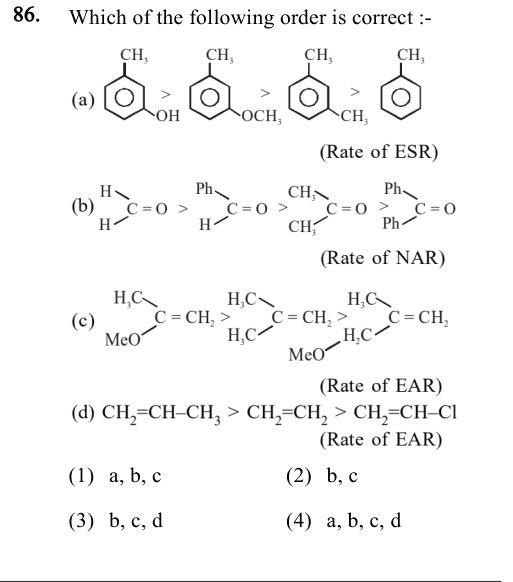 86. Which of the following order is correct :-
CH₃ CH₃ CH₃ CH₃
(a) > > >
OH OCH₃ CH₃
(Rate of ESR)
H Ph CH₃ Ph
(b) C=O > C=O > C=O > C=O
H H CH₃ Ph
(Rate of NAR)
H₃C H₃C H₃C
(c) C=CH₂ > C=CH₂ > C=CH₂
MeO H₃C H₂C
MeO
(Rate of EAR)
(d) CH₂=CH–CH₃ > CH₂=CH₂ > CH₂=CH–Cl
(Rate of EAR)
(1) a, b, c (2) b, c
(3) b, c, d (4) a, b, c, d